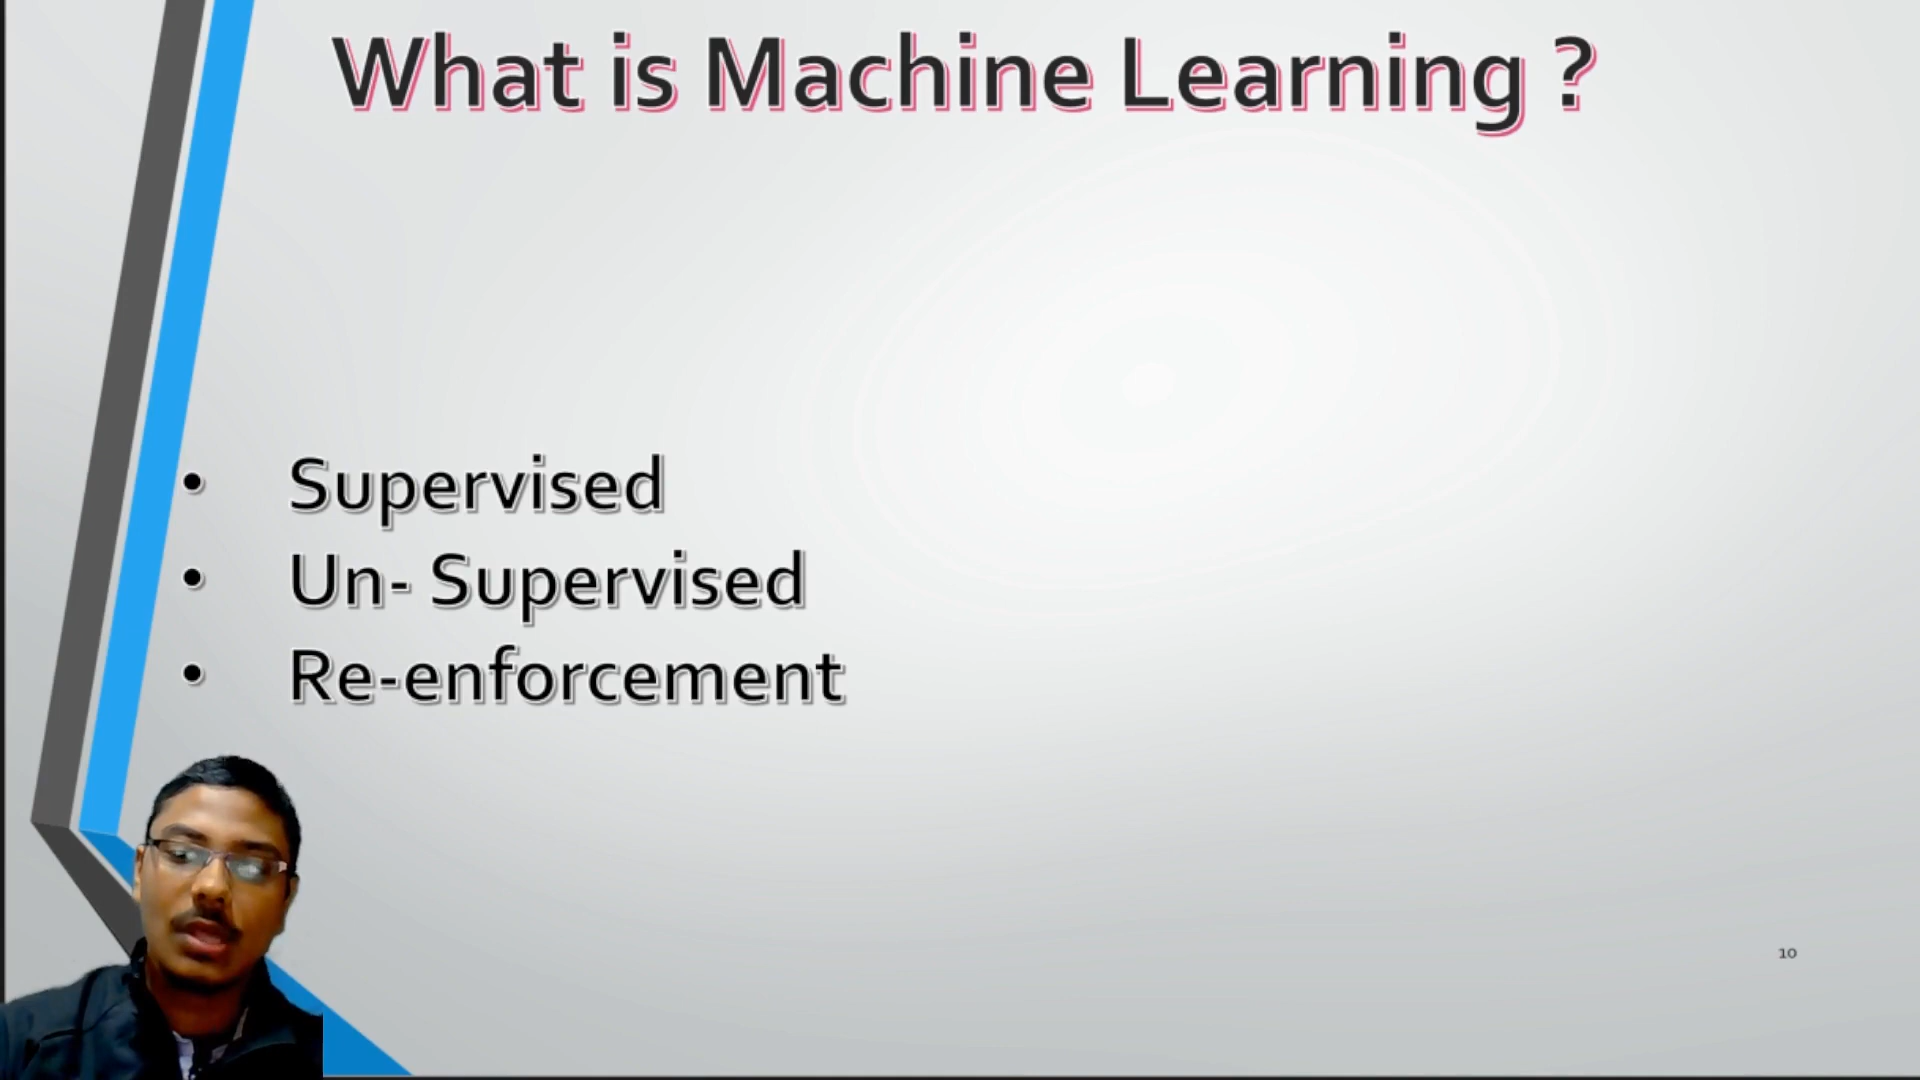 What is Machine Learning ?
• Supervised
• Un- Supervised
• Re-enforcement
10